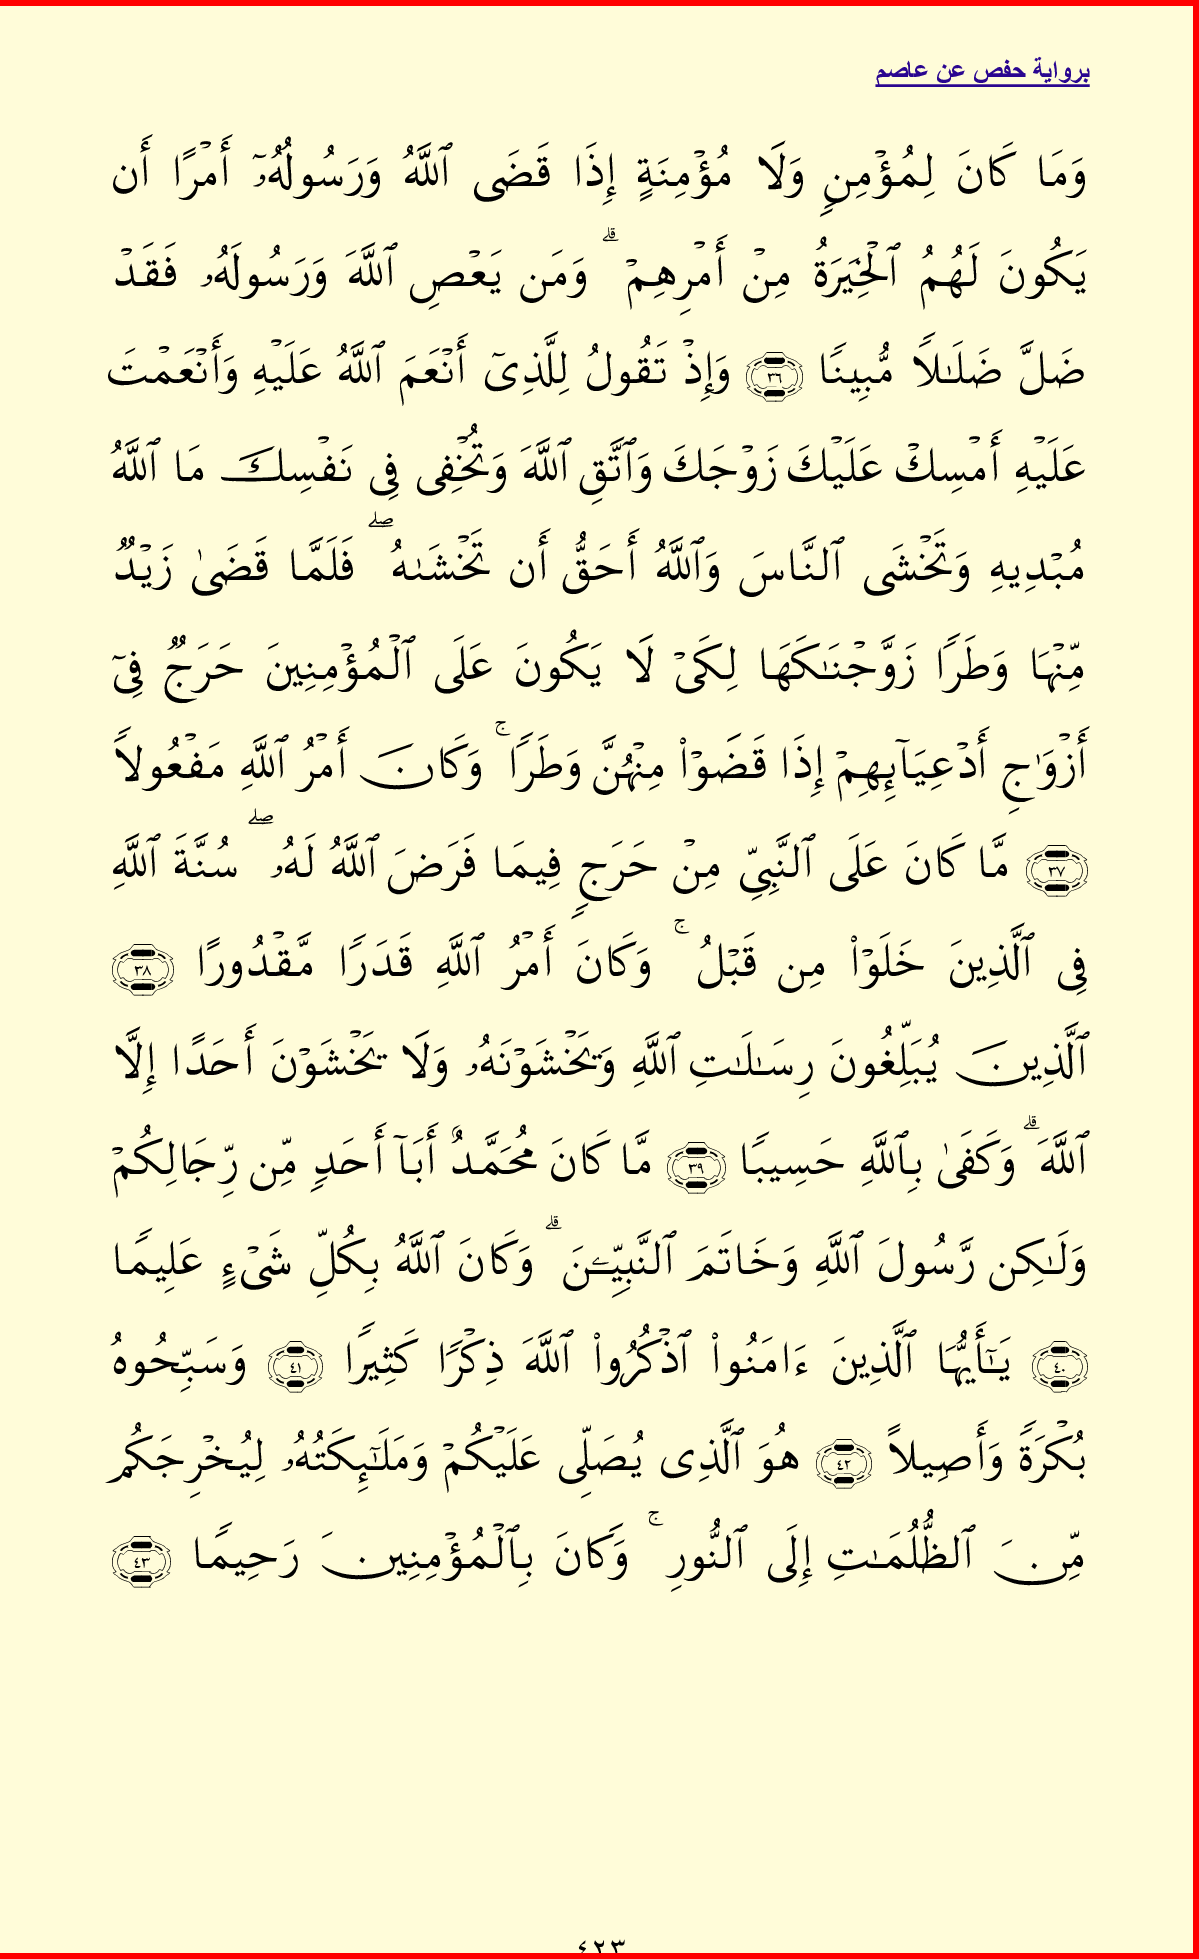 برواية حفص عن عاصم
وَمَا كَانَ لِمُؤْمِنٍ وَلَا مُؤْمِنَةٍ إِذَا قَضَى ٱللَّهُ وَرَسُولُهُۥٓ أَمْرًا أَن
يَكُونَ لَهُمُ ٱلْخِيَرَةُ مِنْ أَمْرِهِمْ ۗ وَمَن يَعْصِ ٱللَّهَ وَرَسُولَهُۥ فَقَدْ
ضَلَّ ضَلَـٰلًا مُّبِينًا ٣٦ وَإِذْ تَقُولُ لِلَّذِىٓ أَنْعَمَ ٱللَّهُ عَلَيْهِ وَأَنْعَمْتَ
عَلَيْهِ أَمْسِكْ عَلَيْكَ زَوْجَكَ وَٱتَّقِ ٱللَّهَ وَتُخْفِى فِى نَفْسِكَ مَا ٱللَّهُ
مُبْدِيهِ وَتَخْشَى ٱلنَّاسَ وَٱللَّهُ أَحَقُّ أَن تَخْشَىٰهُ ۖ فَلَمَّا قَضَىٰ زَيْدٌ
مِّنْهَا وَطَرًا زَوَّجْنَـٰكَهَا لِكَىْ لَا يَكُونَ عَلَى ٱلْمُؤْمِنِينَ حَرَجٌ فِىٓ
أَزْوَٰجِ أَدْعِيَآئِهِمْ إِذَا قَضَوْا۟ مِنْهُنَّ وَطَرًا ۚ وَكَانَ أَمْرُ ٱللَّهِ مَفْعُولًا
٣٧ مَّا كَانَ عَلَى ٱلنَّبِىِّ مِنْ حَرَجٍ فِيمَا فَرَضَ ٱللَّهُ لَهُۥ ۖ سُنَّةَ ٱللَّهِ
فِى ٱلَّذِينَ خَلَوْا۟ مِن قَبْلُ ۚ وَكَانَ أَمْرُ ٱللَّهِ قَدَرًا مَّقْدُورًا ٣٨
ٱلَّذِينَ يُبَلِّغُونَ رِسَـٰلَـٰتِ ٱللَّهِ وَيَخْشَوْنَهُۥ وَلَا يَخْشَوْنَ أَحَدًا إِلَّا
ٱللَّهَ ۗ وَكَفَىٰ بِٱللَّهِ حَسِيبًا ٣٩ مَّا كَانَ مُحَمَّدٌ أَبَآ أَحَدٍ مِّن رِّجَالِكُمْ
وَلَـٰكِن رَّسُولَ ٱللَّهِ وَخَاتَمَ ٱلنَّبِيِّـۧنَ ۗ وَكَانَ ٱللَّهُ بِكُلِّ شَىْءٍ عَلِيمًا
٤٠ يَـٰٓأَيُّهَا ٱلَّذِينَ ءَامَنُوا۟ ٱذْكُرُوا۟ ٱللَّهَ ذِكْرًا كَثِيرًا ٤١ وَسَبِّحُوهُ
بُكْرَةً وَأَصِيلًا ٤٢ هُوَ ٱلَّذِى يُصَلِّى عَلَيْكُمْ وَمَلَـٰٓئِكَتُهُۥ لِيُخْرِجَكُم
مِّنَ ٱلظُّلُمَـٰتِ إِلَى ٱلنُّورِ ۚ وَكَانَ بِٱلْمُؤْمِنِينَ رَحِيمًا ٤٣
٤٢٣